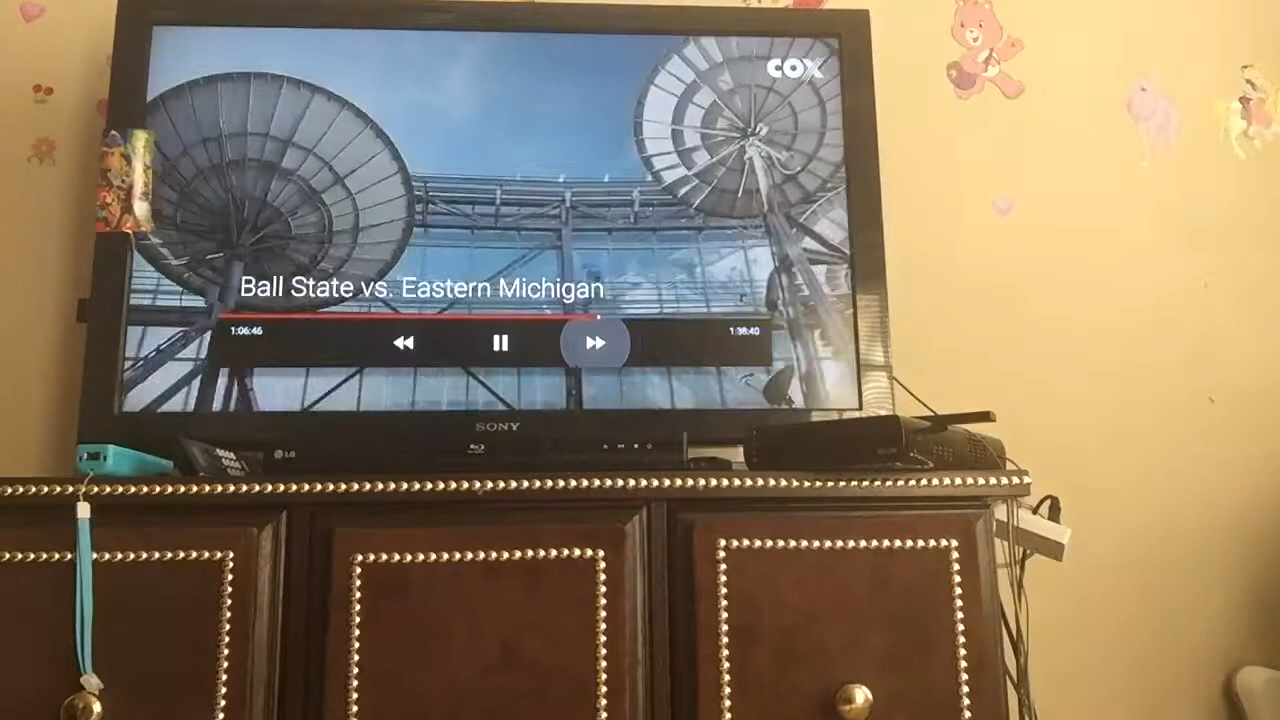 COX
Ball State vs. Eastern Michigan
1:06:46
1:38:40
SONY
LG